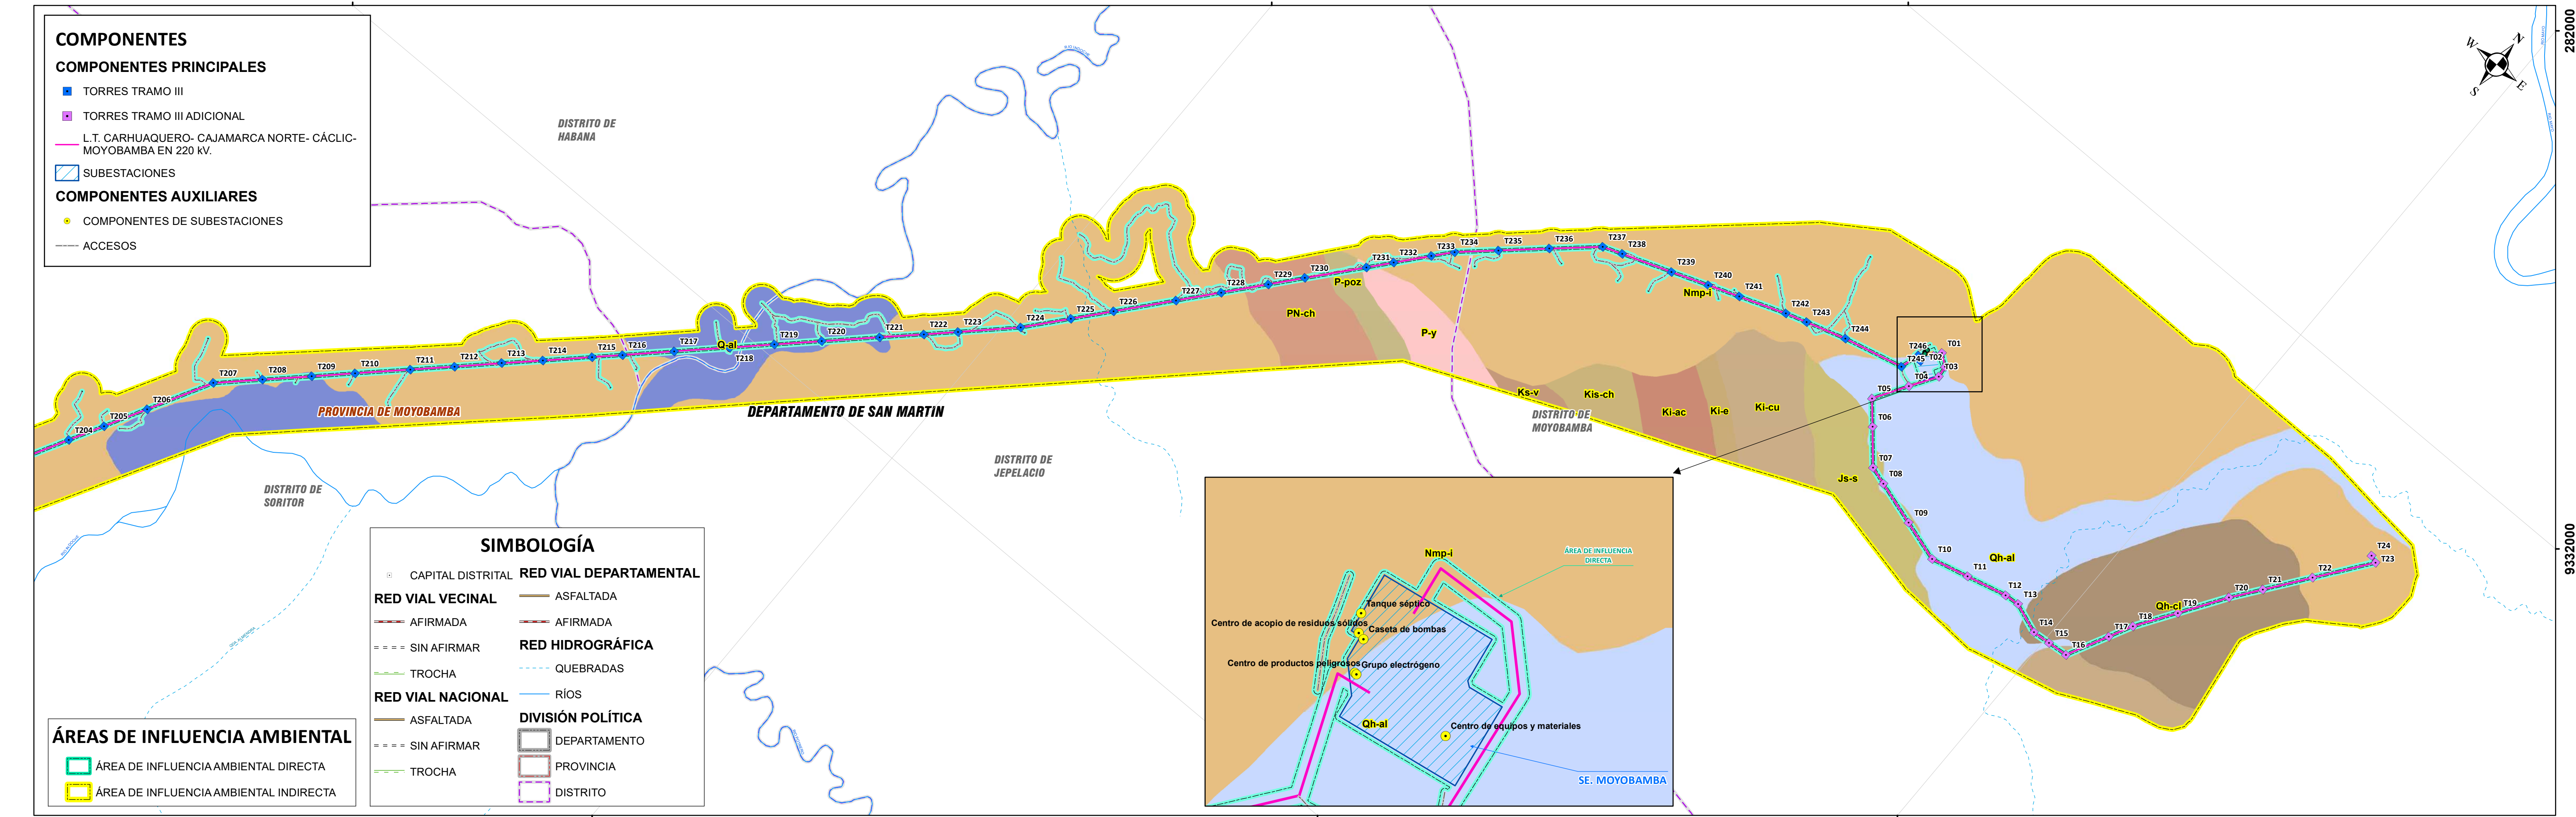 COMPONENTES
COMPONENTES PRINCIPALES
TORRES TRAMO III
TORRES TRAMO III ADICIONAL
L.T. CARHUAQUERO- CAJAMARCA NORTE- CÁCLIC-
MOYOBAMBA EN 220 kV.
SUBESTACIONES
COMPONENTES AUXILIARES
COMPONENTES DE SUBESTACIONES
ACCESOS
DISTRITO DE
HABANA
RIO INDOCHE
N
W
E
S
282000
9332000
T204
T205
T206
T207
T208
T209
T210
T211
T212
T213
T214
T215
T216
T217
Q-al
T218
T219
T220
T221
T222
T223
T224
T225
T226
T227
T228
T229
T230
T231
T232
T233
T234
T235
T236
T237
T238
T239
T240
T241
T242
T243
T244
T245
T246
T01
T02
T03
T04
T05
T06
T07
T08
T09
T10
T11
T12
T13
T14
T15
T16
T17
T18
T19
T20
T21
T22
T23
T24
PN-ch
P-poz
P-y
Nmp-i
Ks-v
Kis-ch
Ki-ac
Ki-e
Ki-cu
Js-s
Qh-al
Qh-cl
PROVINCIA DE MOYOBAMBA
DEPARTAMENTO DE SAN MARTIN
DISTRITO DE
SORITOR
DISTRITO DE
JEPELACIO
DISTRITO DE
MOYOBAMBA
SIMBOLOGÍA
CAPITAL DISTRITAL
RED VIAL VECINAL
AFIRMADA
SIN AFIRMAR
TROCHA
RED VIAL NACIONAL
ASFALTADA
SIN AFIRMAR
TROCHA
RED VIAL DEPARTAMENTAL
ASFALTADA
AFIRMADA
RED HIDROGRÁFICA
QUEBRADAS
RÍOS
DIVISIÓN POLÍTICA
DEPARTAMENTO
PROVINCIA
DISTRITO
ÁREAS DE INFLUENCIA AMBIENTAL
ÁREA DE INFLUENCIA AMBIENTAL DIRECTA
ÁREA DE INFLUENCIA AMBIENTAL INDIRECTA
Nmp-i
ÁREA DE INFLUENCIA
DIRECTA
Tanque séptico
Centro de acopio de residuos sólidos
Caseta de bombas
Centro de productos peligrosos
Grupo electrógeno
Qh-al
Centro de equipos y materiales
SE. MOYOBAMBA